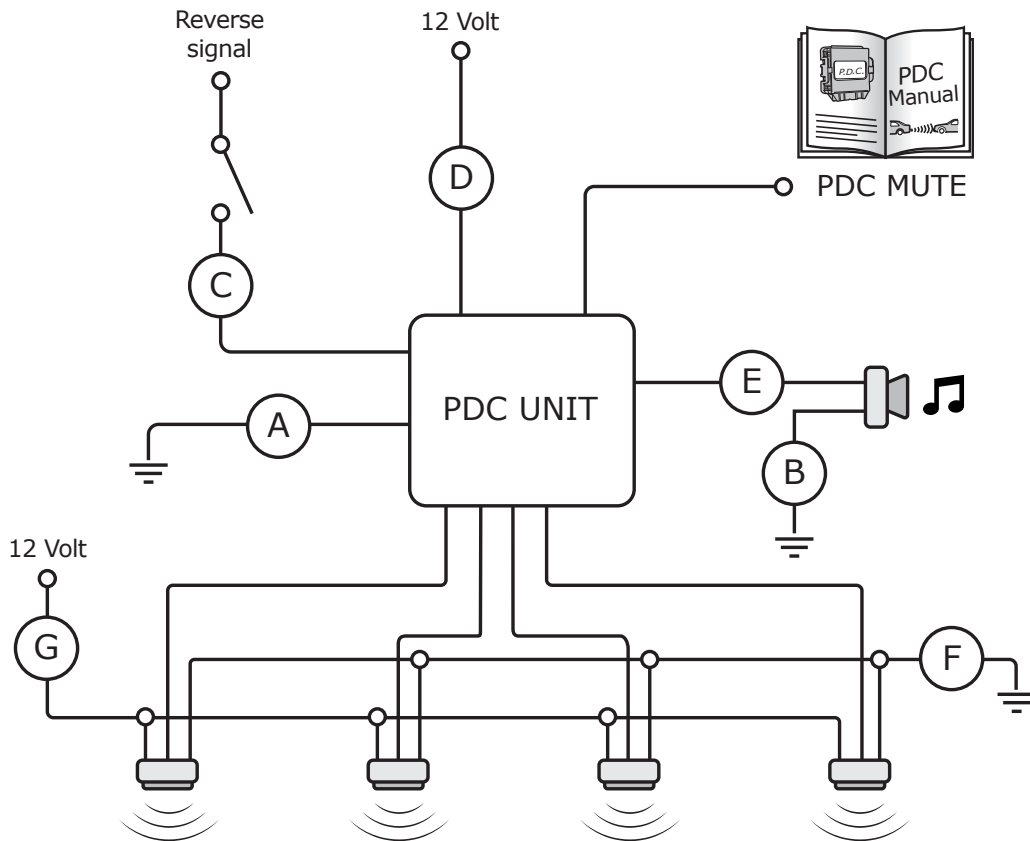 Reverse
signal
12 Volt
P.D.C.
PDC
Manual
PDC MUTE
D
C
PDC UNIT
E
A
B
12 Volt
G
F